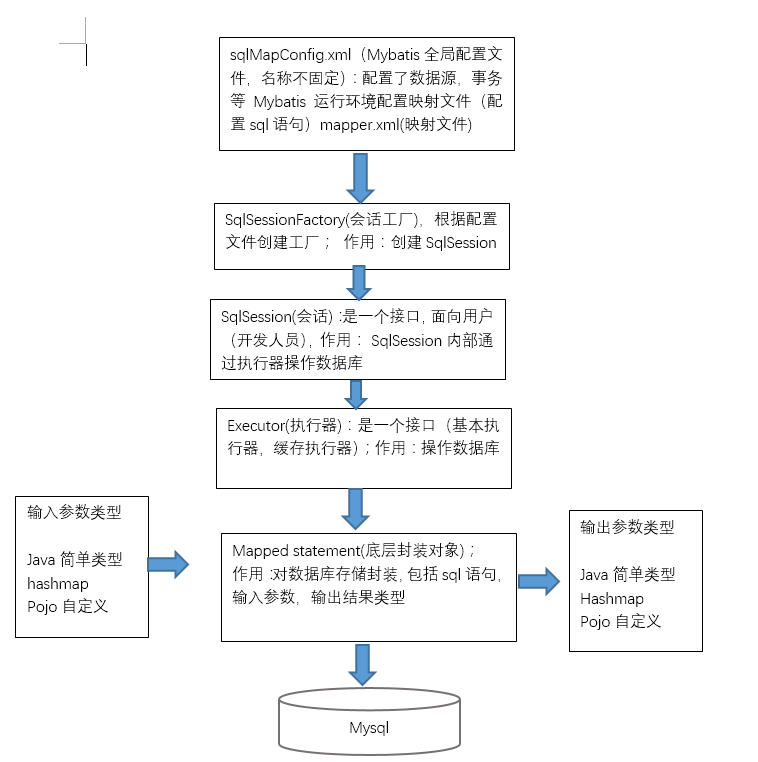 sqlMapConfig.xml（Mybatis 全局配置文
件，名称不固定）：配置了数据源，事务
等 Mybatis 运行环境配置映射文件（配
置 sql 语句）mapper.xml(映射文件)
SqlSessionFactory(会话工厂)，根据配置
文件创建工厂； 作用：创建 SqlSession
SqlSession(会话) :是一个接口，面向用户
（开发人员），作用： SqlSession 内部通
过执行器操作数据库
Executor(执行器)：是一个接口（基本执
行器，缓存执行器）；作用：操作数据库
输入参数类型
Java 简单类型
hashmap
Pojo 自定义
Mapped statement(底层封装对象)；
作用 :对数据库存储封装，包括 sql 语句，
输入参数，输出结果类型
输出参数类型
Java 简单类型
Hashmap
Pojo 自定义
Mysql